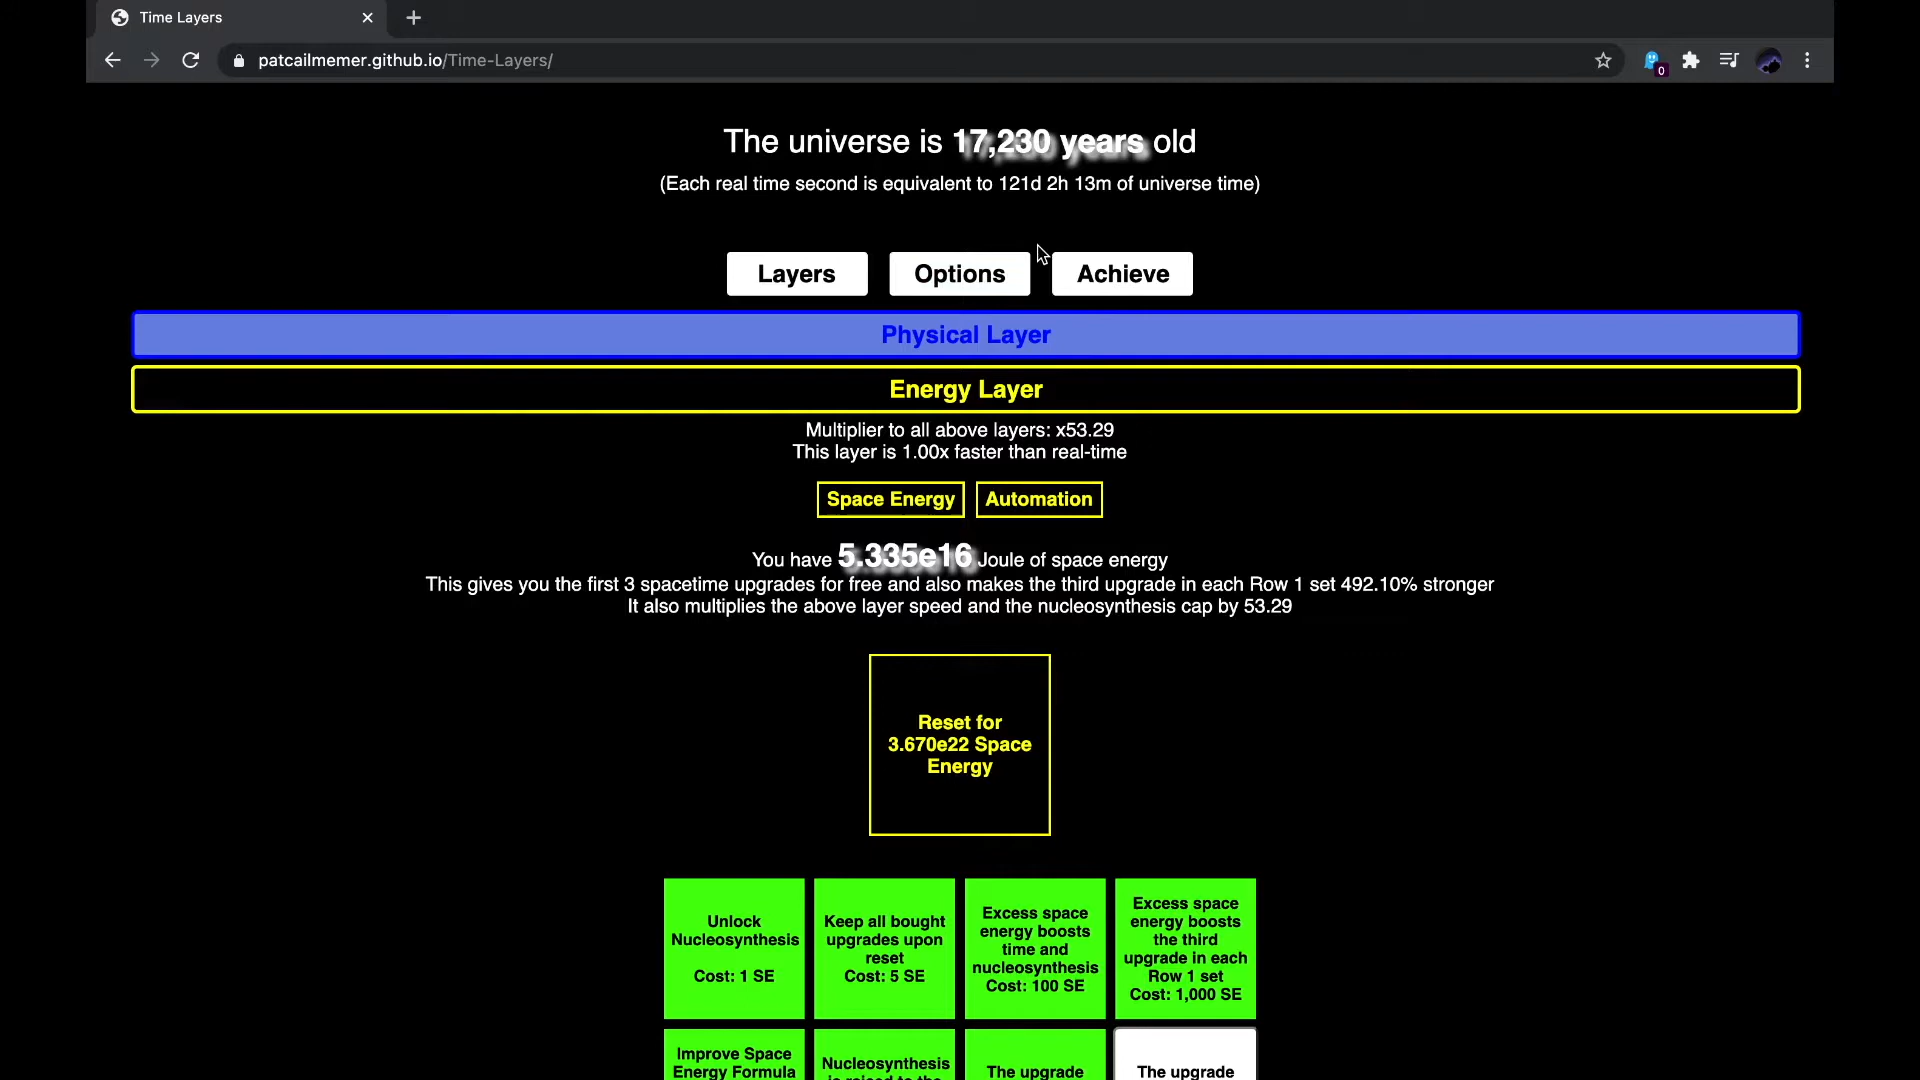 Time Layers
patcailmemer.github.io/Time-Layers/
0
The universe is 17,230 years old
(Each real time second is equivalent to 121d 2h 13m of universe time)
Layers
Options
Achieve
Physical Layer
Energy Layer
Multiplier to all above layers: x53.29
This layer is 1.00x faster than real-time
Space Energy
Automation
You have 5.335e16 Joule of space energy
This gives you the first 3 spacetime upgrades for free and also makes the third upgrade in each Row 1 set 492.10% stronger
It also multiplies the above layer speed and the nucleosynthesis cap by 53.29
Reset for
3.670e22 Space
Energy
Unlock
Nucleosynthesis
Cost: 1 SE
Keep all bought
upgrades upon
reset
Cost: 5 SE
Excess space
energy boosts
time and
nucleosynthesis
Cost: 100 SE
Excess space
energy boosts
the third
upgrade in each
Row 1 set
Cost: 1,000 SE
Improve Space
Energy Formula
Nucleosynthesis
is raised to the
The upgrade
The upgrade